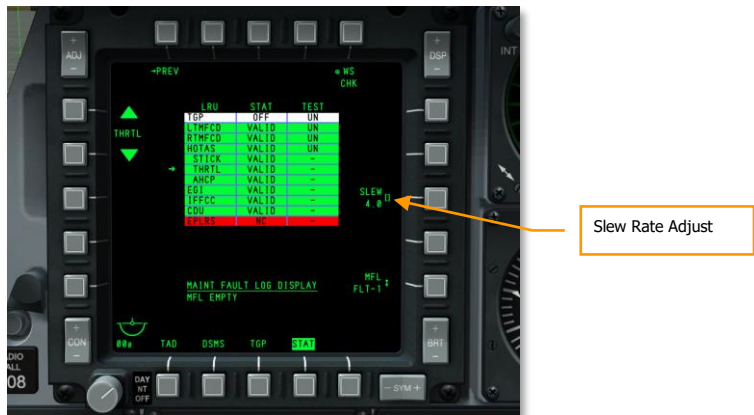 +
ADJ
-
+
DSP
-
INT
→PREV
WS
CHK
LRU STAT TEST
TGP OFF UN
LTMFCD VALID UN
RTMFCD VALID UN
HOTAS VALID UN
STICK VALID -
→ THRTL VALID -
AHCP VALID -
EGI VALID -
IFFCC VALID -
CDU VALID -
EPLRS NC -
THRTL
SLEW []
4.0
Slew Rate Adjust
MAINT FAULT LOG DISPLAY
MFL EMPTY
MFL
FLT-1
00a TAD DSMS TGP STAT
+
CON
-
+
BRT
-
DAY
NT
OFF
- SYM +
08